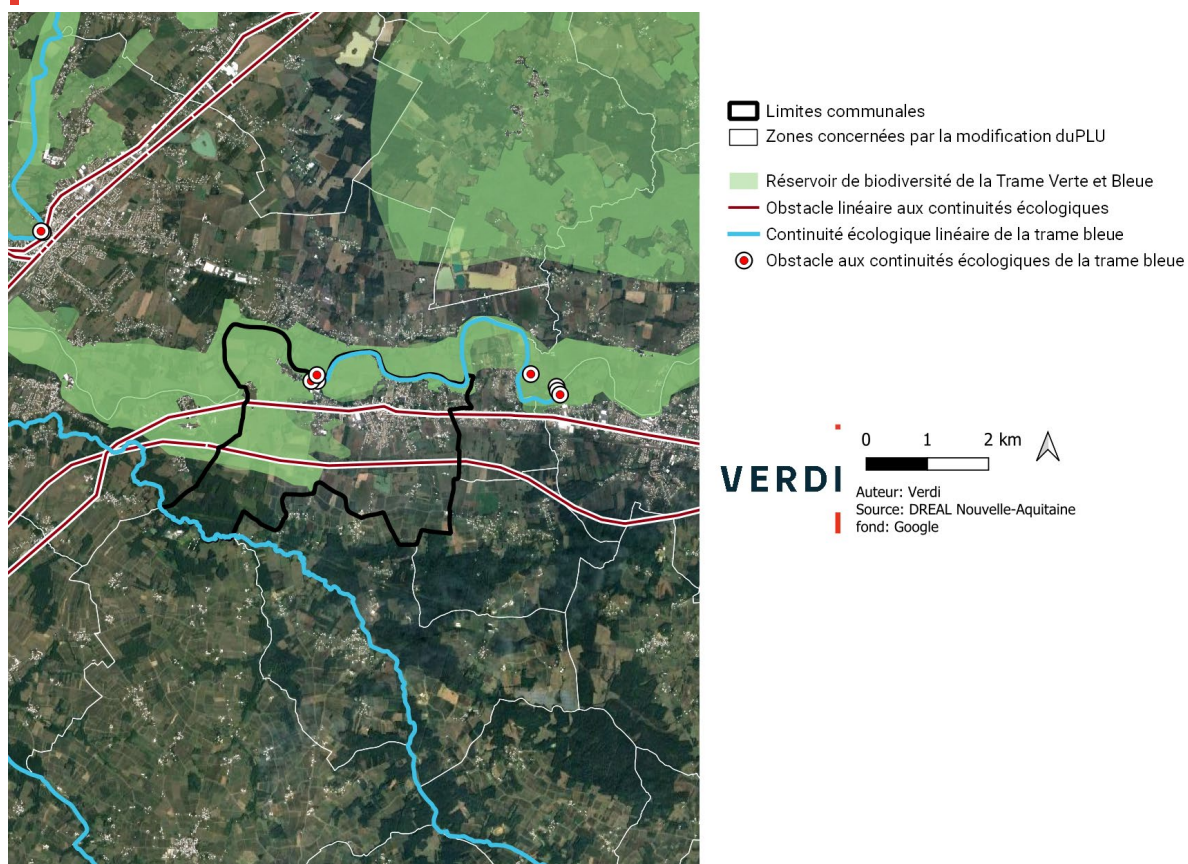 Limites communales
Zones concernées par la modification duPLU
Réservoir de biodiversité de la Trame Verte et Bleue
Obstacle linéaire aux continuités écologiques
Continuité écologique linéaire de la trame bleue
Obstacle aux continuités écologiques de la trame bleue
0 1 2 km
VERDI
Auteur: Verdi
Source: DREAL Nouvelle-Aquitaine
fond: Google